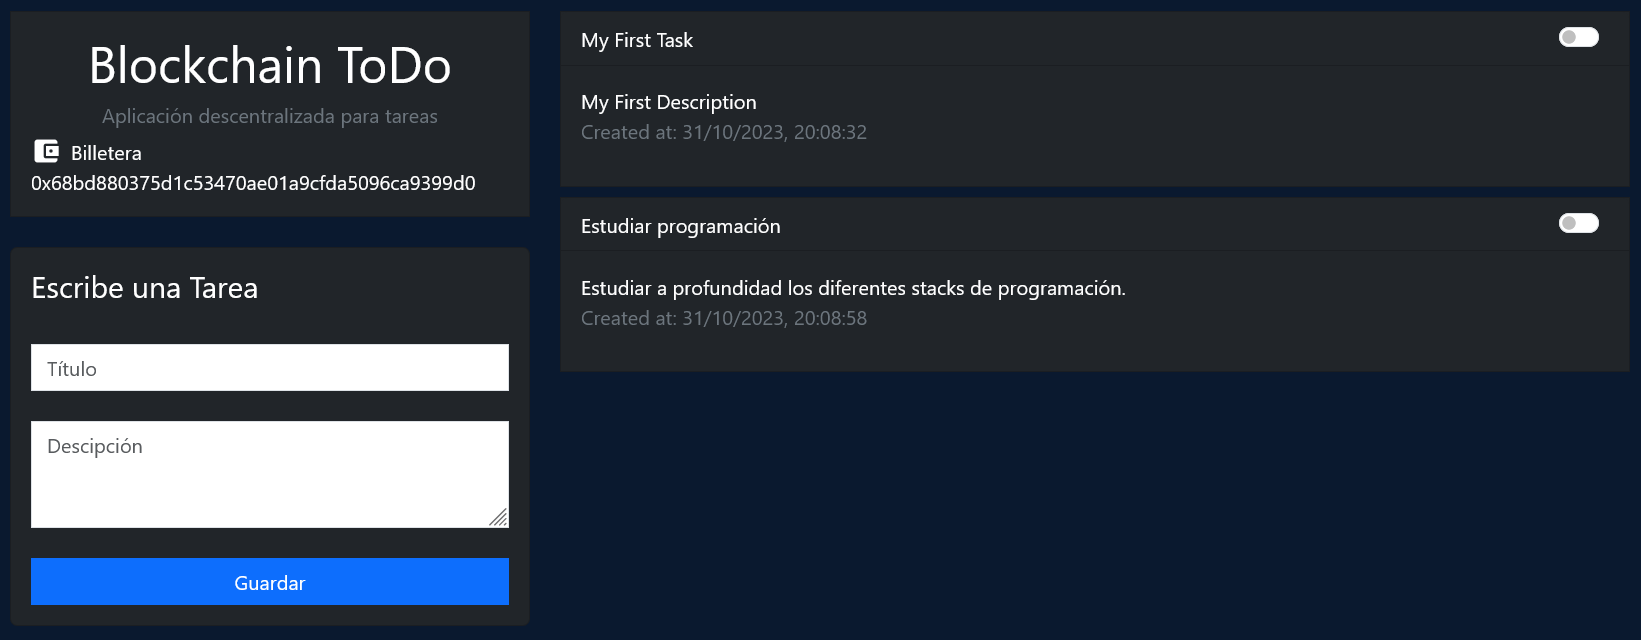 Blockchain ToDo
Aplicación descentralizada para tareas
Billetera
0x68bd880375d1c53470ae01a9cfda5096ca9399d0
Escribe una Tarea
Título
Descipción
Guardar
My First Task
My First Description
Created at: 31/10/2023, 20:08:32
Estudiar programación
Estudiar a profundidad los diferentes stacks de programación.
Created at: 31/10/2023, 20:08:58